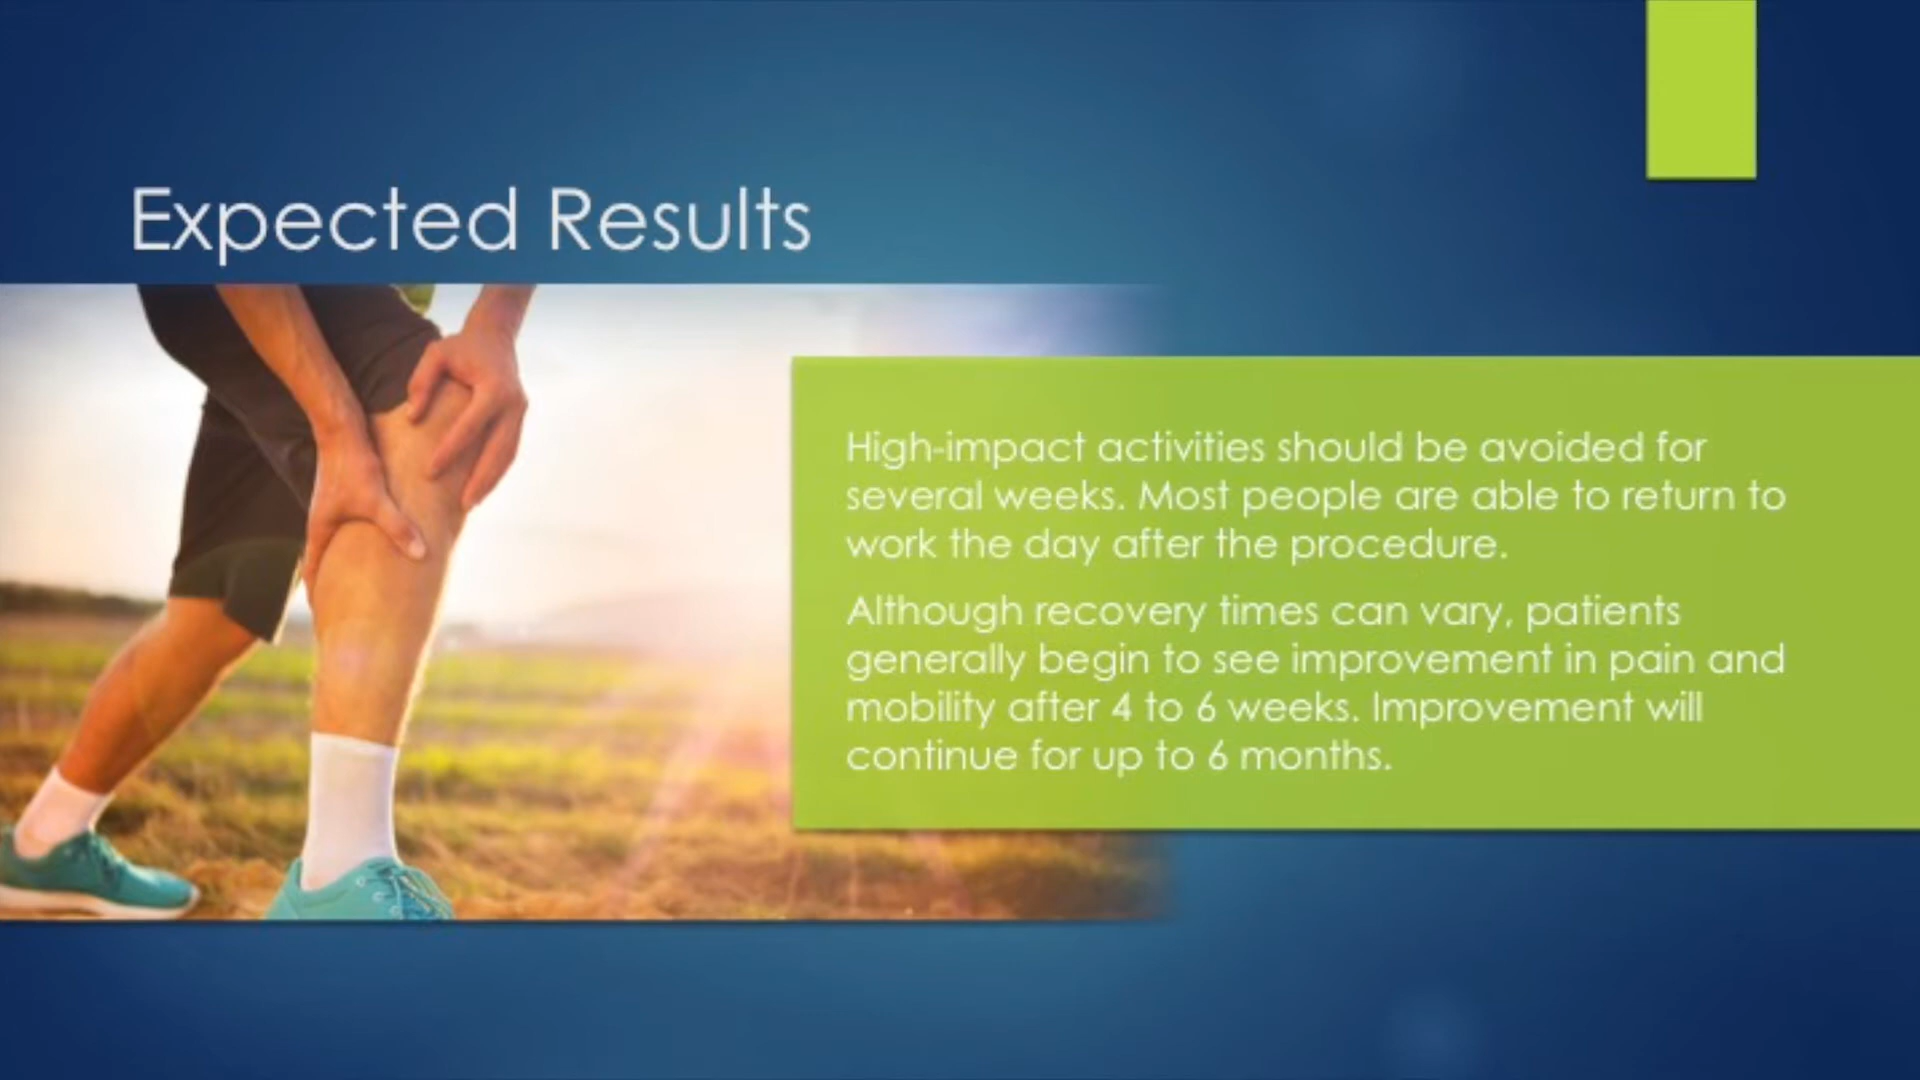 Expected Results
High-impact activities should be avoided for
several weeks. Most people are able to return to
work the day after the procedure.
Although recovery times can vary, patients
generally begin to see improvement in pain and
mobility after 4 to 6 weeks. Improvement will
continue for up to 6 months.